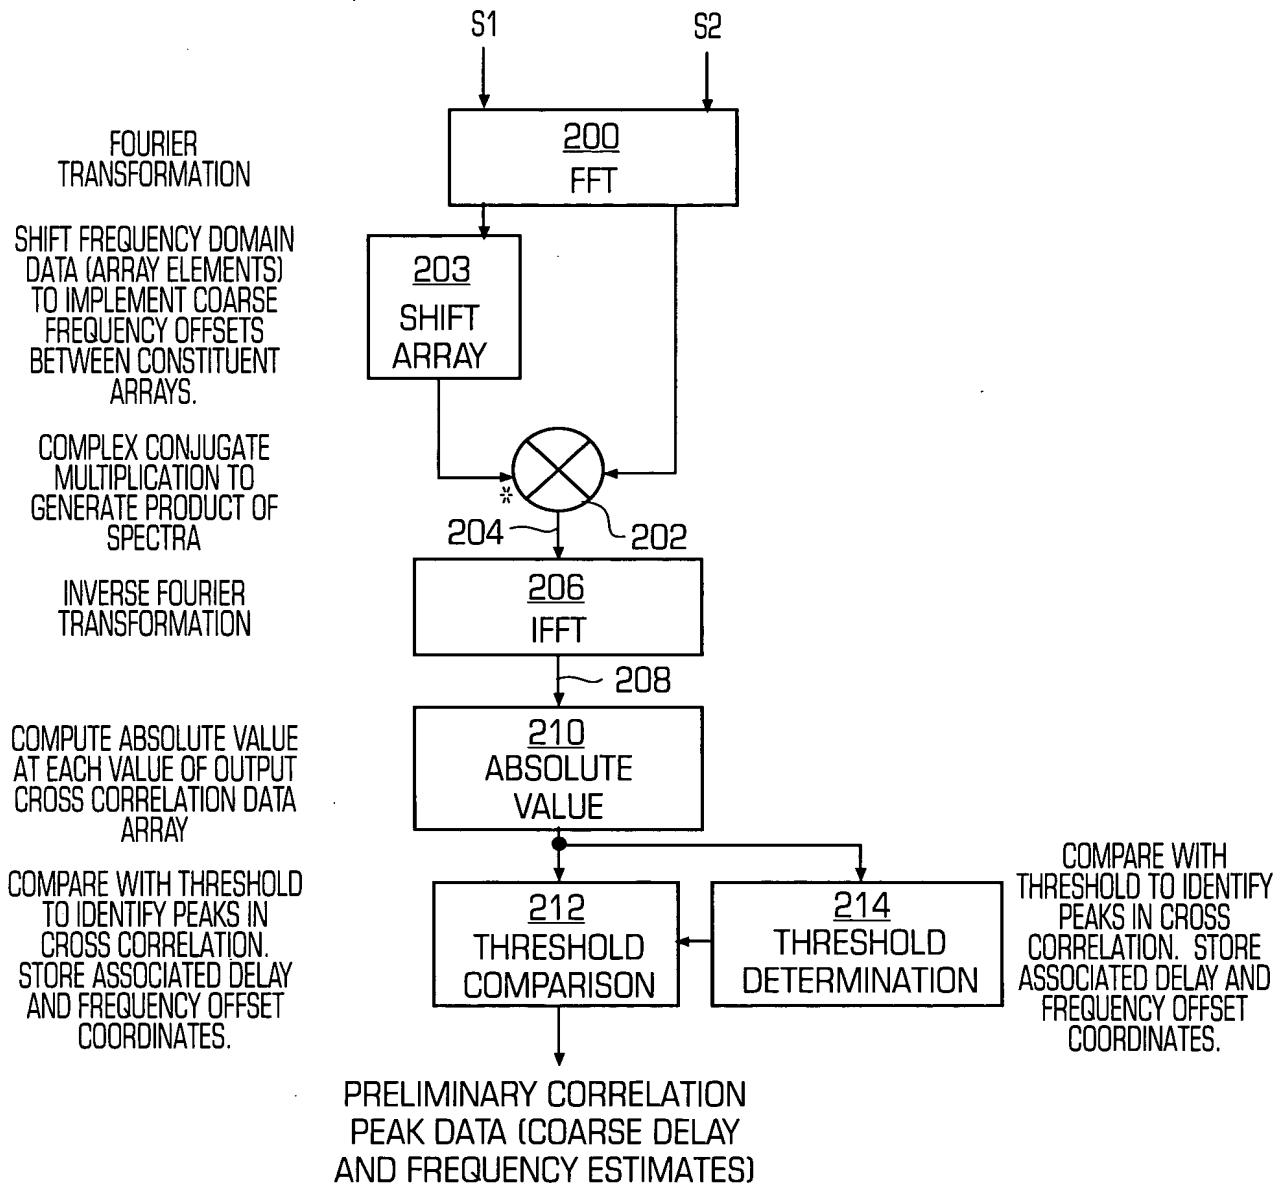 S1
S2
FOURIER
TRANSFORMATION
200
FFT
SHIFT FREQUENCY DOMAIN
DATA (ARRAY ELEMENTS)
TO IMPLEMENT COARSE
FREQUENCY OFFSETS
BETWEEN CONSTITUENT
ARRAYS.
203
SHIFT
ARRAY
COMPLEX CONJUGATE
MULTIPLICATION TO
GENERATE PRODUCT OF
SPECTRA
*
204
202
INVERSE FOURIER
TRANSFORMATION
206
IFFT
208
COMPUTE ABSOLUTE VALUE
AT EACH VALUE OF OUTPUT
CROSS CORRELATION DATA
ARRAY
210
ABSOLUTE
VALUE
COMPARE WITH THRESHOLD
TO IDENTIFY PEAKS IN
CROSS CORRELATION.
STORE ASSOCIATED DELAY
AND FREQUENCY OFFSET
COORDINATES.
212
THRESHOLD
COMPARISON
214
THRESHOLD
DETERMINATION
COMPARE WITH
THRESHOLD TO IDENTIFY
PEAKS IN CROSS
CORRELATION. STORE
ASSOCIATED DELAY AND
FREQUENCY OFFSET
COORDINATES.
PRELIMINARY CORRELATION
PEAK DATA (COARSE DELAY
AND FREQUENCY ESTIMATES)